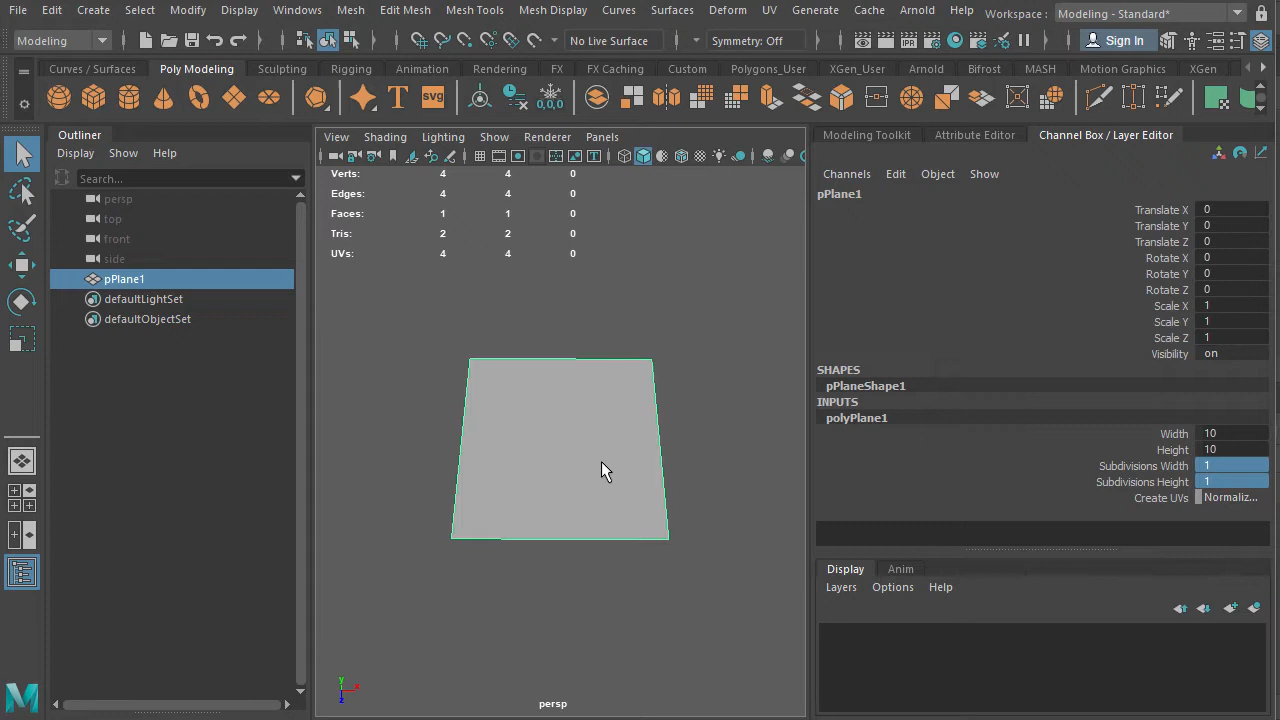 File Edit Create Select Modify Display Windows Mesh Edit Mesh Mesh Tools Mesh Display Curves Surfaces Deform UV Generate Cache Arnold Help Workspace : Modeling - Standard*
Modeling No Live Surface Symmetry: Off IPR Sign In
Curves / Surfaces Poly Modeling Sculpting Rigging Animation Rendering FX FX Caching Custom Polygons_User XGen_User Arnold Bifrost MASH Motion Graphics XGen
T SVG 0,0,0
Outliner
Display Show Help
Search...
persp
top
front
side
pPlane1
defaultLightSet
defaultObjectSet
View Shading Lighting Show Renderer Panels
Verts: 4 4 0
Edges: 4 4 0
Faces: 1 1 0
Tris: 2 2 0
UVs: 4 4 0
y
x
z
persp
Modeling Toolkit Attribute Editor Channel Box / Layer Editor
Channels Edit Object Show
pPlane1
Translate X 0
Translate Y 0
Translate Z 0
Rotate X 0
Rotate Y 0
Rotate Z 0
Scale X 1
Scale Y 1
Scale Z 1
Visibility on
SHAPES
pPlaneShape1
INPUTS
polyPlane1
Width 10
Height 10
Subdivisions Width 1
Subdivisions Height 1
Create UVs Normaliz...
Display Anim
Layers Options Help
M